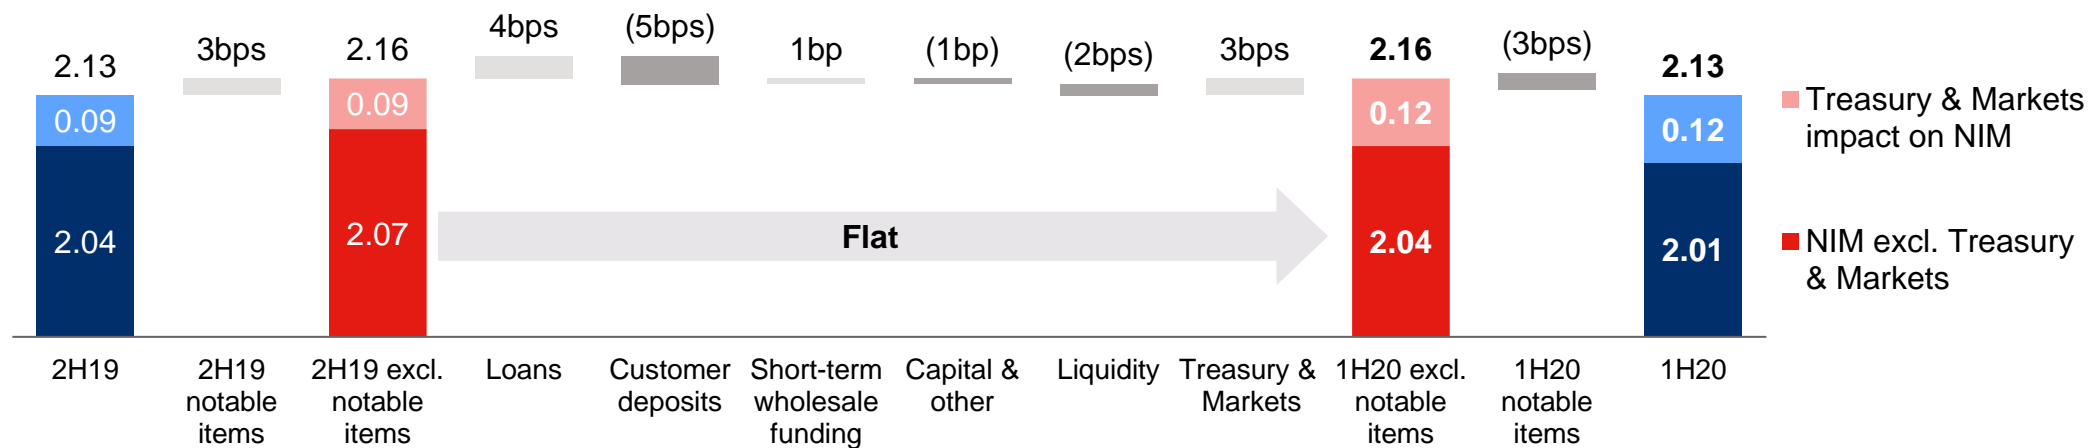 2.13
3bps
2.16
4bps
(5bps)
1bp
(1bp)
(2bps)
3bps
2.16
(3bps)
2.13
0.09
0.09
0.12
0.12
2.04
2.07
Flat
2.04
2.01
Treasury & Markets
impact on NIM
NIM excl. Treasury
& Markets
2H19
2H19
notable
items
2H19 excl.
notable
items
Loans
Customer
deposits
Short-term
wholesale
funding
Capital &
other
Liquidity
Treasury &
Markets
1H20 excl.
notable
items
1H20
notable
items
1H20